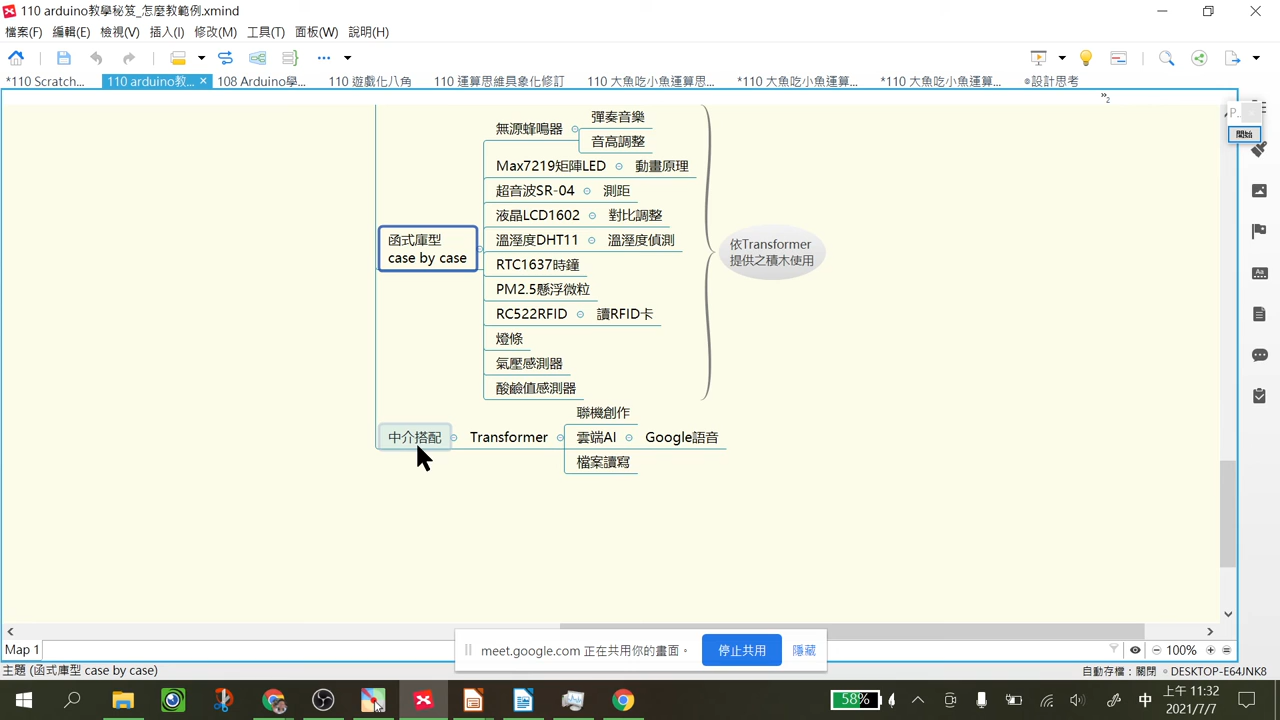 110 arduino教學秘笈_怎麼教範例.xmind
檔案(F) 編輯(E) 檢視(V) 插入(I) 修改(M) 工具(T) 面板(W) 說明(H)
*110 Scratch... 110 arduino教... 108 Arduino學... 110 遊戲化八角 110 運算思維具象化修訂 110 大魚吃小魚運算思... *110 大魚吃小魚運算... *110 大魚吃小魚運算... 設計思考
»2
P...
開始
無源蜂鳴器
彈奏音樂
音高調整
Max7219矩陣LED 動畫原理
超音波SR-04 測距
液晶LCD1602 對比調整
函式庫型
case by case
溫溼度DHT11 溫溼度偵測
RTC1637時鐘
PM2.5懸浮微粒
RC522RFID 讀RFID卡
燈條
氣壓感測器
酸鹼值感測器
依Transformer
提供之積木使用
中介搭配 Transformer
聯機創作
雲端AI Google語音
檔案讀寫
Map 1
meet.google.com 正在共用你的畫面。 停止共用 隱藏
100%
主題 (函式庫型 case by case)
自動存檔：關閉 DESKTOP-E64JNK8
58%
中
上午 11:32
2021/7/7